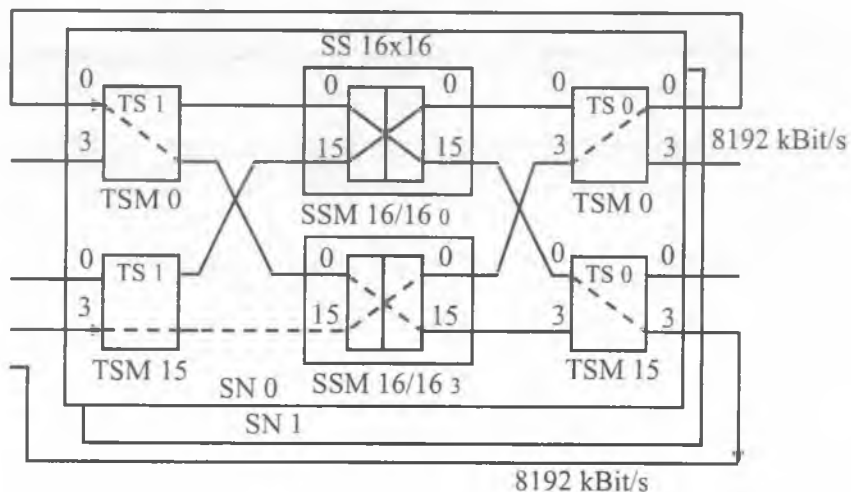 SS 16x16
0 0 0 0 0
TS 1 TS 0
3 15 15 3 3 8192 kBit/s
TSM 0 TSM 0
SSM 16/16 0
0 0 0 0 0
TS 1 TS 0
3 15 15 3 3
TSM 15 TSM 15
SN 0 SSM 16/16 3
SN 1
8192 kBit/s